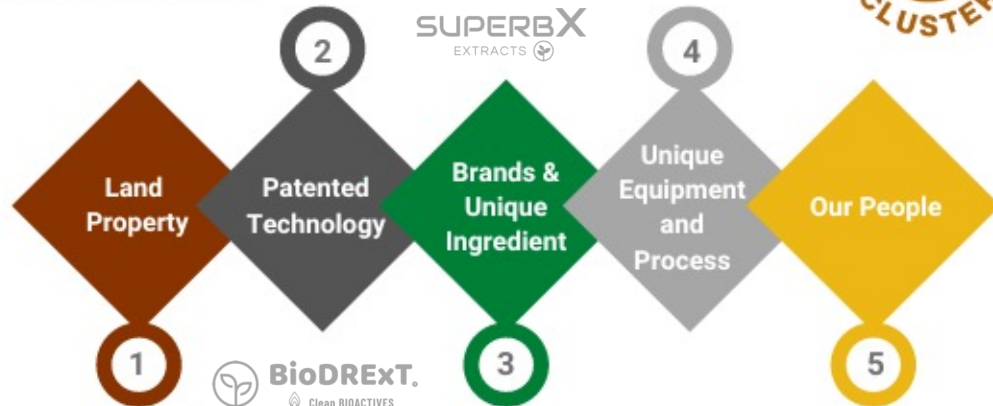 CLUSTER
2
SUPERBX
EXTRACTS
4
Land
Property
Patented
Technology
Brands &
Unique
Ingredient
Unique
Equipment
and
Process
Our People
1
BioDRExT.
Clean BIOACTIVES
3
5